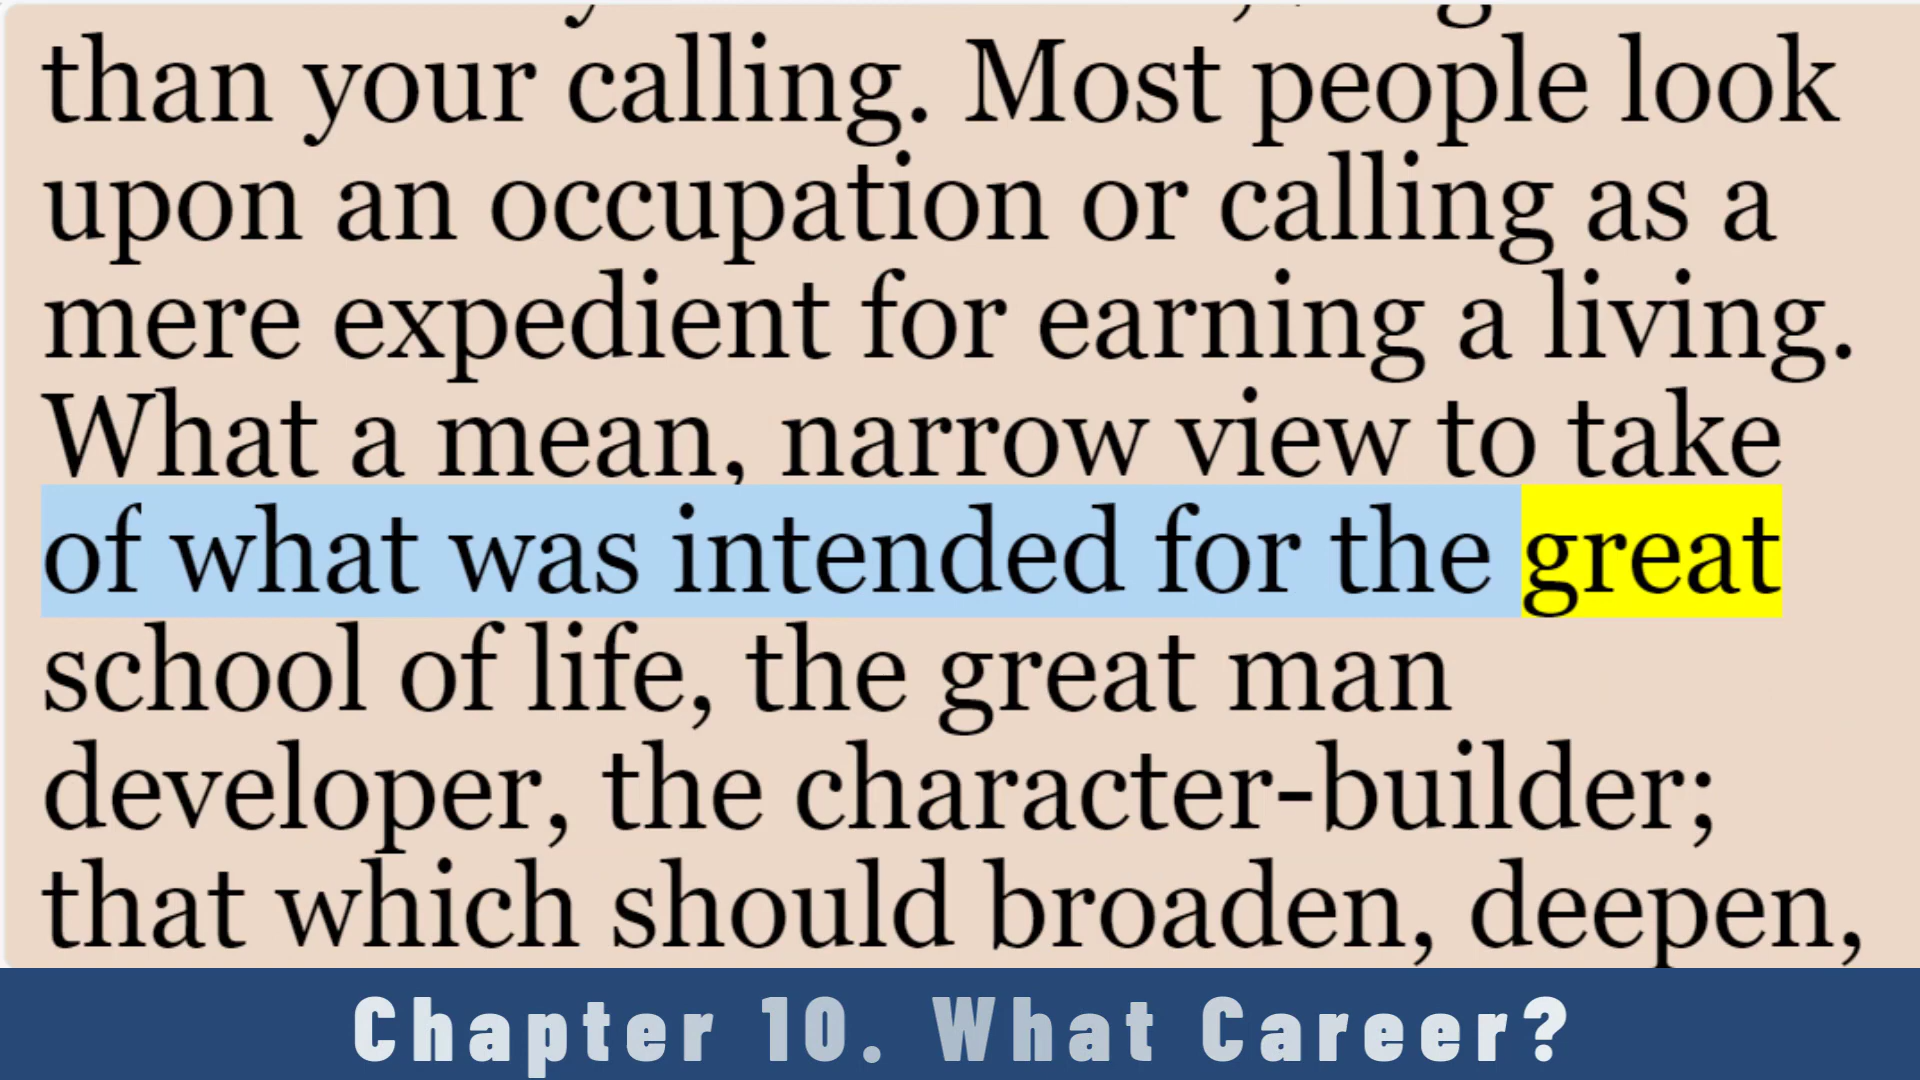 than your calling. Most people look
upon an occupation or calling as a
mere expedient for earning a living.
What a mean, narrow view to take
of what was intended for the great
school of life, the great man
developer, the character-builder;
that which should broaden, deepen,
Chapter 10. What Career?